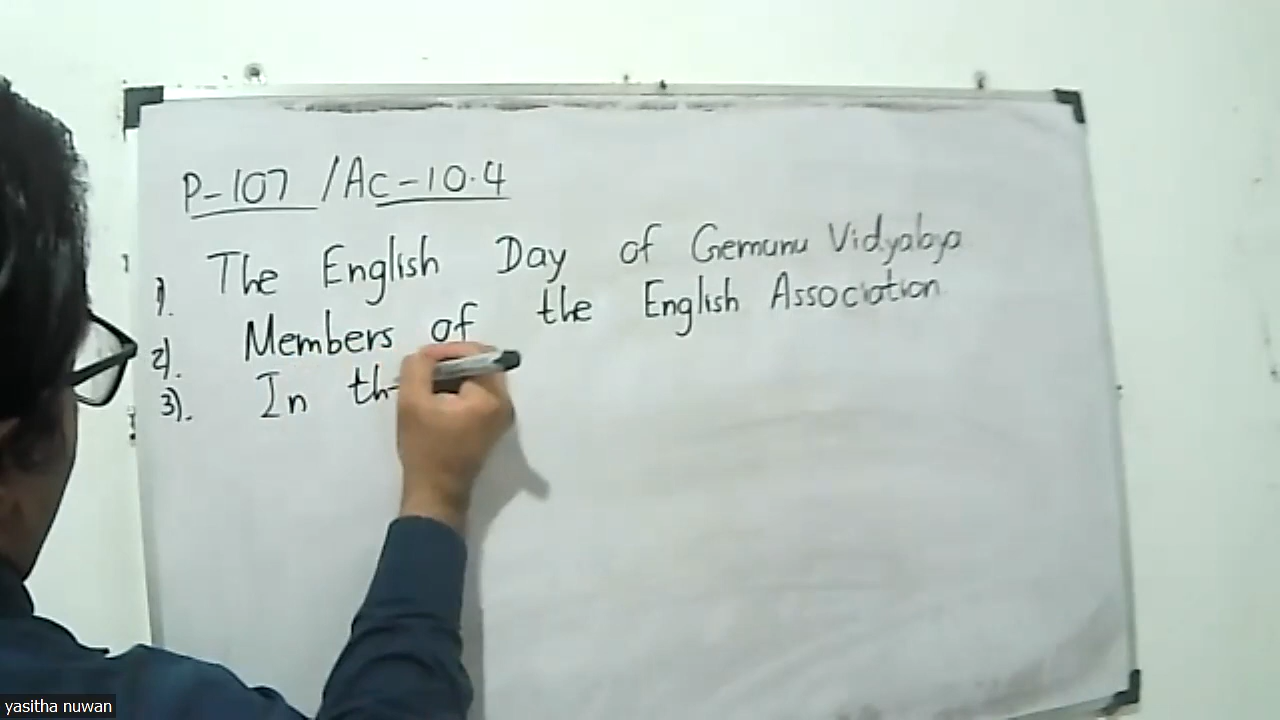 P-107 /Ac-10.4
1). The English Day of Gemunu Vidyalaya
2). Members of the English Association
3). In th
yasitha nuwan